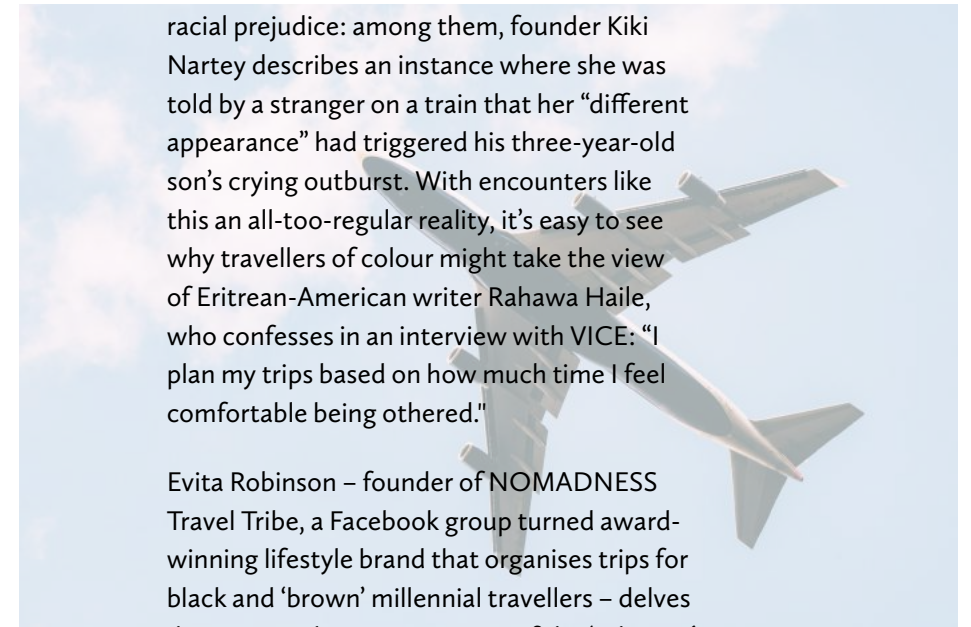 racial prejudice: among them, founder Kiki
Nartey describes an instance where she was
told by a stranger on a train that her “different
appearance” had triggered his three-year-old
son’s crying outburst. With encounters like
this an all-too-regular reality, it’s easy to see
why travellers of colour might take the view
of Eritrean-American writer Rahawa Haile,
who confesses in an interview with VICE: “I
plan my trips based on how much time I feel
comfortable being othered."
Evita Robinson – founder of NOMADNESS
Travel Tribe, a Facebook group turned award-
winning lifestyle brand that organises trips for
black and ‘brown’ millennial travellers – delves